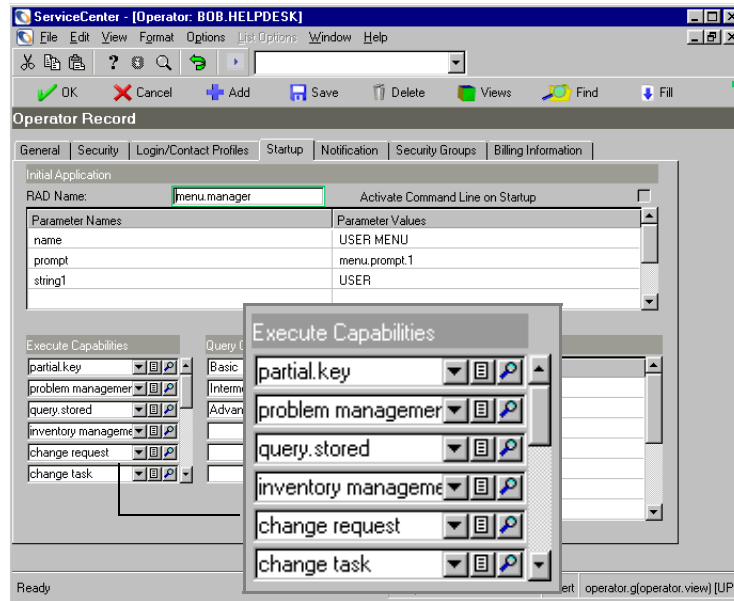 ServiceCenter - [Operator: BOB.HELPDESK]
File Edit View Format Options List Options Window Help
OK Cancel Add Save Delete Views Find Fill
Operator Record
General Security Login/Contact Profiles Startup Notification Security Groups Billing Information
Initial Application
RAD Name: menu.manager Activate Command Line on Startup
Parameter Names Parameter Values
name USER MENU
prompt menu.prompt.1
string1 USER
Execute Capabilities Query
partial.key Basic
problem managemer
query.stored
inventory manageme
change request
change task
Execute Capabilities
partial.key
problem managemer
query.stored
inventory manageme
change request
change task
Ready operator.g(operator.view) [UP